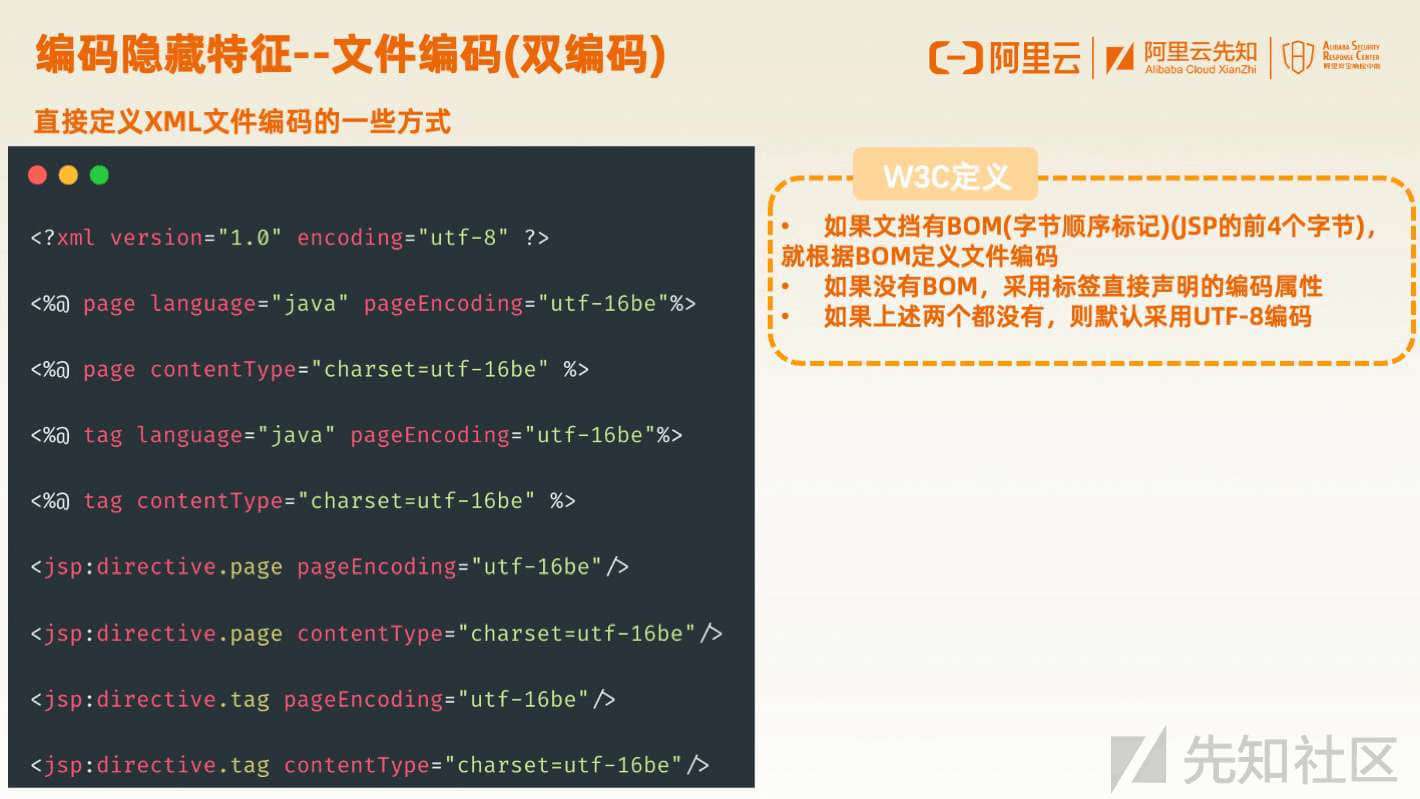 编码隐藏特征--文件编码(双编码)
阿里云
阿里云先知
Alibaba Cloud XianZhi
ALIBABA SECURITY
RESPONSE CENTER
直接定义XML文件编码的一些方式
<?xml version="1.0" encoding="utf-8" ?>
<%@ page language="java" pageEncoding="utf-16be"%>
<%@ page contentType="charset=utf-16be" %>
<%@ tag language="java" pageEncoding="utf-16be"%>
<%@ tag contentType="charset=utf-16be" %>
<jsp:directive.page pageEncoding="utf-16be"/>
<jsp:directive.page contentType="charset=utf-16be"/>
<jsp:directive.tag pageEncoding="utf-16be"/>
<jsp:directive.tag contentType="charset=utf-16be"/>
W3C定义
• 如果文挡有BOM(字节顺序标记)(JSP的前4个字节)，
就根据BOM定义文件编码
• 如果没有BOM，采用标签直接声明的编码属性
• 如果上述两个都没有，则默认采用UTF-8编码
先知社区